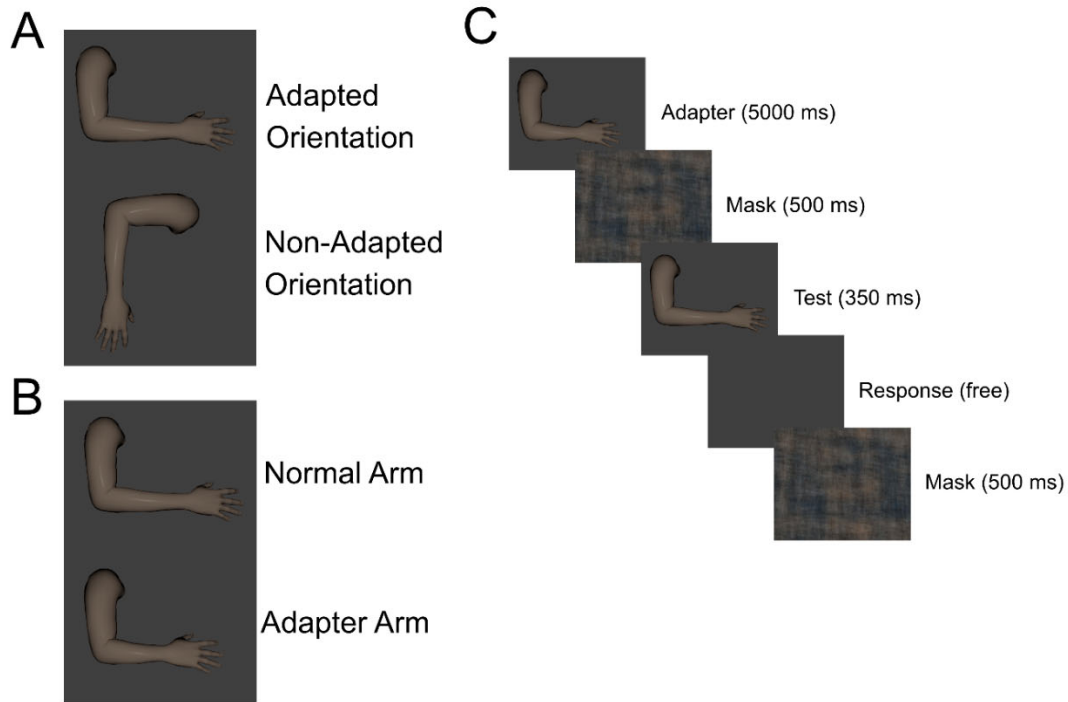 A
Adapted
Orientation
Non-Adapted
Orientation
B
Normal Arm
Adapter Arm
C
Adapter (5000 ms)
Mask (500 ms)
Test (350 ms)
Response (free)
Mask (500 ms)